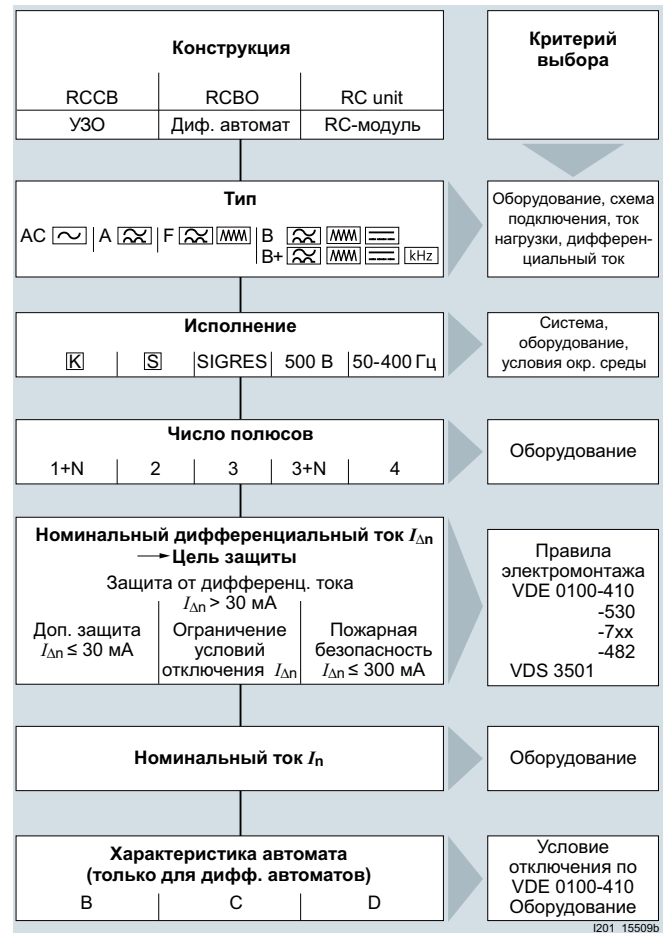 Конструкция
RCCB RCBO RC unit
УЗО Диф. автомат RC-модуль
Критерий
выбора
Тип
AC A F B
B+ kHz
Оборудование, схема
подключения, ток
нагрузки, дифферен-
циальный ток
Исполнение
K S SIGRES 500 В 50-400 Гц
Система,
оборудование,
условия окр. среды
Число полюсов
1+N 2 3 3+N 4
Оборудование
Номинальный дифференциальный ток IΔn
→ Цель защиты
Защита от дифференц. тока
IΔn > 30 мА
Доп. защита
IΔn ≤ 30 мА
Ограничение
условий
отключения IΔn
Пожарная
безопасность
IΔn ≤ 300 мА
Правила
электромонтажа
VDE 0100-410
-530
-7xx
-482
VDS 3501
Номинальный ток In
Оборудование
Характеристика автомата
(только для дифф. автоматов)
B C D
Условие
отключения по
VDE 0100-410
Оборудование
I201_15509b